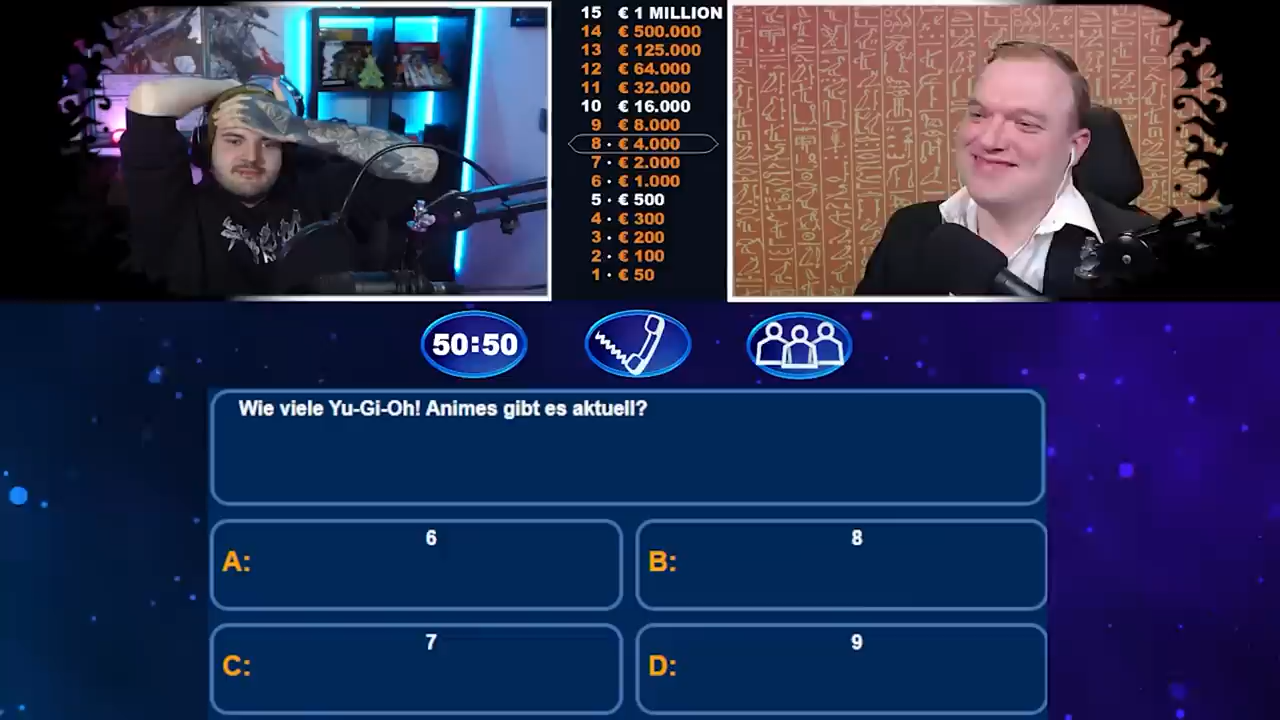 15 € 1 MILLION
14 € 500.000
13 € 125.000
12 € 64.000
11 € 32.000
10 € 16.000
9 € 8.000
8 · € 4.000
7 · € 2.000
6 · € 1.000
5 · € 500
4 · € 300
3 · € 200
2 · € 100
1 · € 50
50:50
Wie viele Yu-Gi-Oh! Animes gibt es aktuell?
A: 6
B: 8
C: 7
D: 9